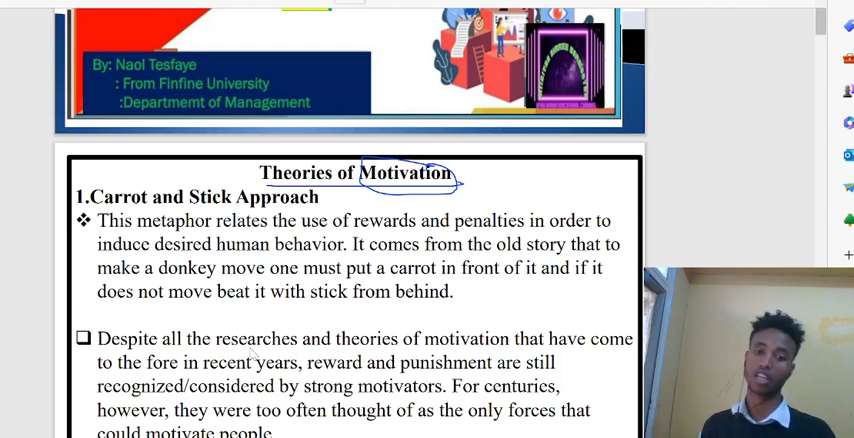 By: Naol Tesfaye
: From Finfine University
:Departmemt of Management
Theories of Motivation
1.Carrot and Stick Approach
❖ This metaphor relates the use of rewards and penalties in order to
induce desired human behavior. It comes from the old story that to
make a donkey move one must put a carrot in front of it and if it
does not move beat it with stick from behind.
❑ Despite all the researches and theories of motivation that have come
to the fore in recent years, reward and punishment are still
recognized/considered by strong motivators. For centuries,
however, they were too often thought of as the only forces that
could motivate people